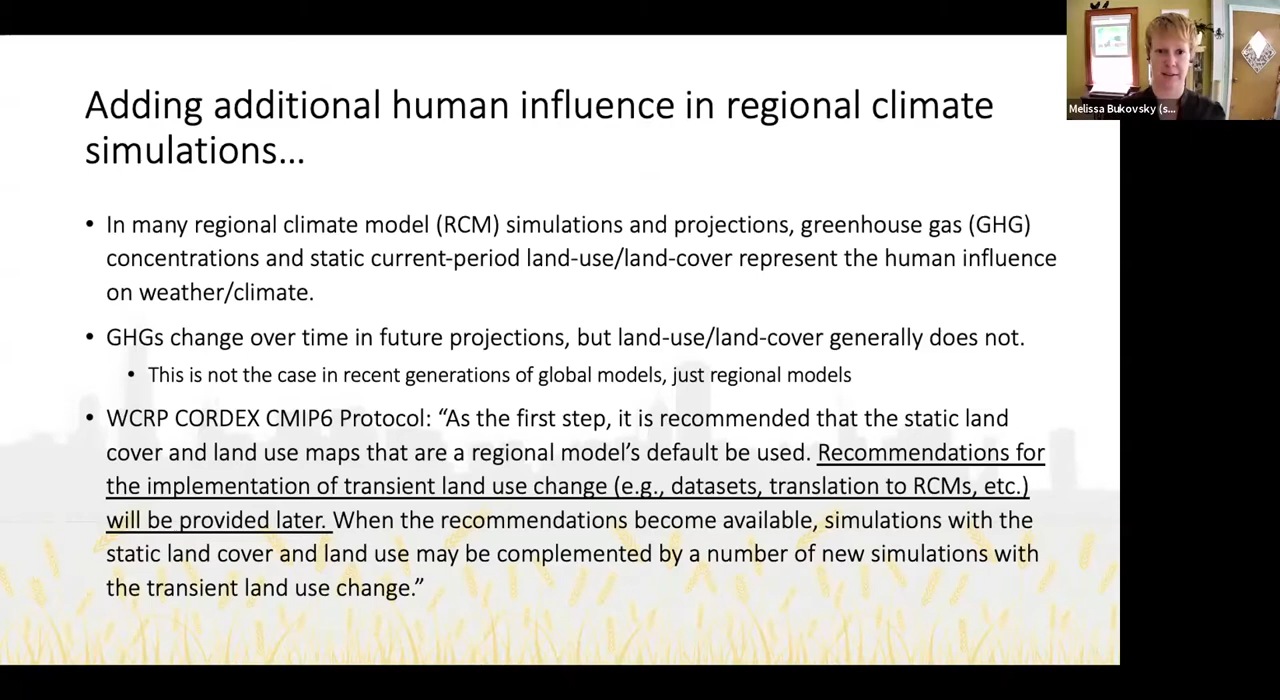 Adding additional human influence in regional climate
simulations...
• In many regional climate model (RCM) simulations and projections, greenhouse gas (GHG)
concentrations and static current-period land-use/land-cover represent the human influence
on weather/climate.
• GHGs change over time in future projections, but land-use/land-cover generally does not.
• This is not the case in recent generations of global models, just regional models
• WCRP CORDEX CMIP6 Protocol: “As the first step, it is recommended that the static land
cover and land use maps that are a regional model’s default be used. Recommendations for
the implementation of transient land use change (e.g., datasets, translation to RCMs, etc.)
will be provided later. When the recommendations become available, simulations with the
static land cover and land use may be complemented by a number of new simulations with
the transient land use change.”
Melissa Bukovsky (s...